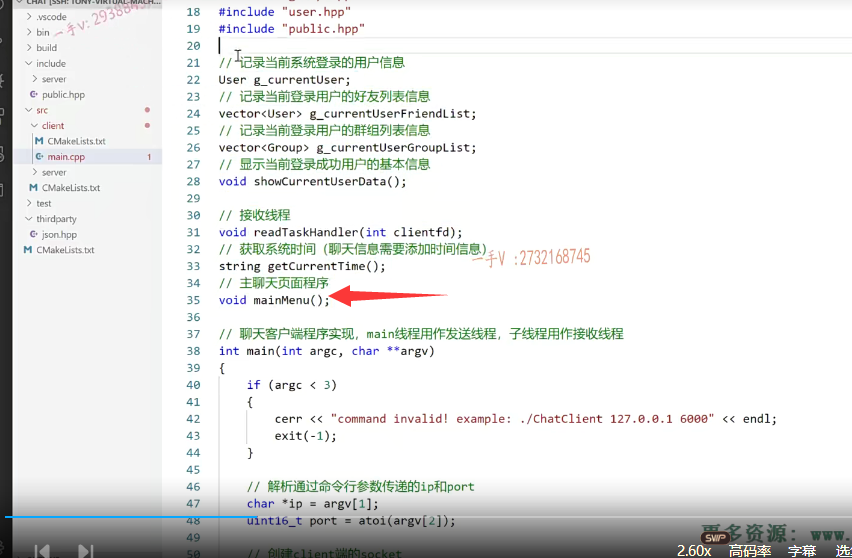 CHAT [SSH: TONY-VIRTUAL-MACH...
.vscode
bin
build
include
server
public.hpp
src
client
CMakeLists.txt
main.cpp 1
server
CMakeLists.txt
test
thirdparty
json.hpp
CMakeLists.txt
18 #include "user.hpp"
19 #include "public.hpp"
20
21 // 记录当前系统登录的用户信息
22 User g_currentUser;
23 // 记录当前登录用户的好友列表信息
24 vector<User> g_currentUserFriendList;
25 // 记录当前登录用户的群组列表信息
26 vector<Group> g_currentUserGroupList;
27 // 显示当前登录成功用户的基本信息
28 void showCurrentUserData();
29
30 // 接收线程
31 void readTaskHandler(int clientfd);
32 // 获取系统时间（聊天信息需要添加时间信息）
33 string getCurrentTime();
34 // 主聊天页面程序
35 void mainMenu();
36
37 // 聊天客户端程序实现，main线程用作发送线程，子线程用作接收线程
38 int main(int argc, char **argv)
39 {
40 if (argc < 3)
41 {
42 cerr << "command invalid! example: ./ChatClient 127.0.0.1 6000" << endl;
43 exit(-1);
44 }
45
46 // 解析通过命令行参数传递的ip和port
47 char *ip = argv[1];
48 uint16_t port = atoi(argv[2]);
49
50 // 创建client端的socket
一手V :2732168745
更多资源: www.
SWP
2.60x 高码率 字幕 选